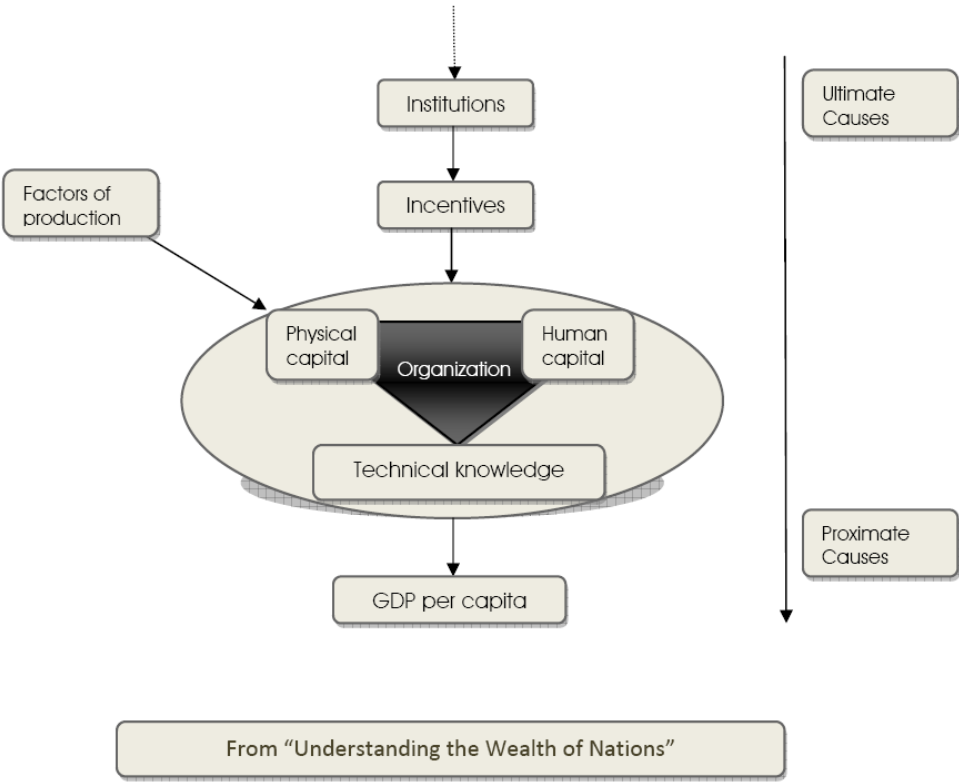 Institutions
Ultimate
Causes
Factors of
production
Incentives
Physical
capital
Organization
Human
capital
Technical knowledge
Proximate
Causes
GDP per capita
From “Understanding the Wealth of Nations”